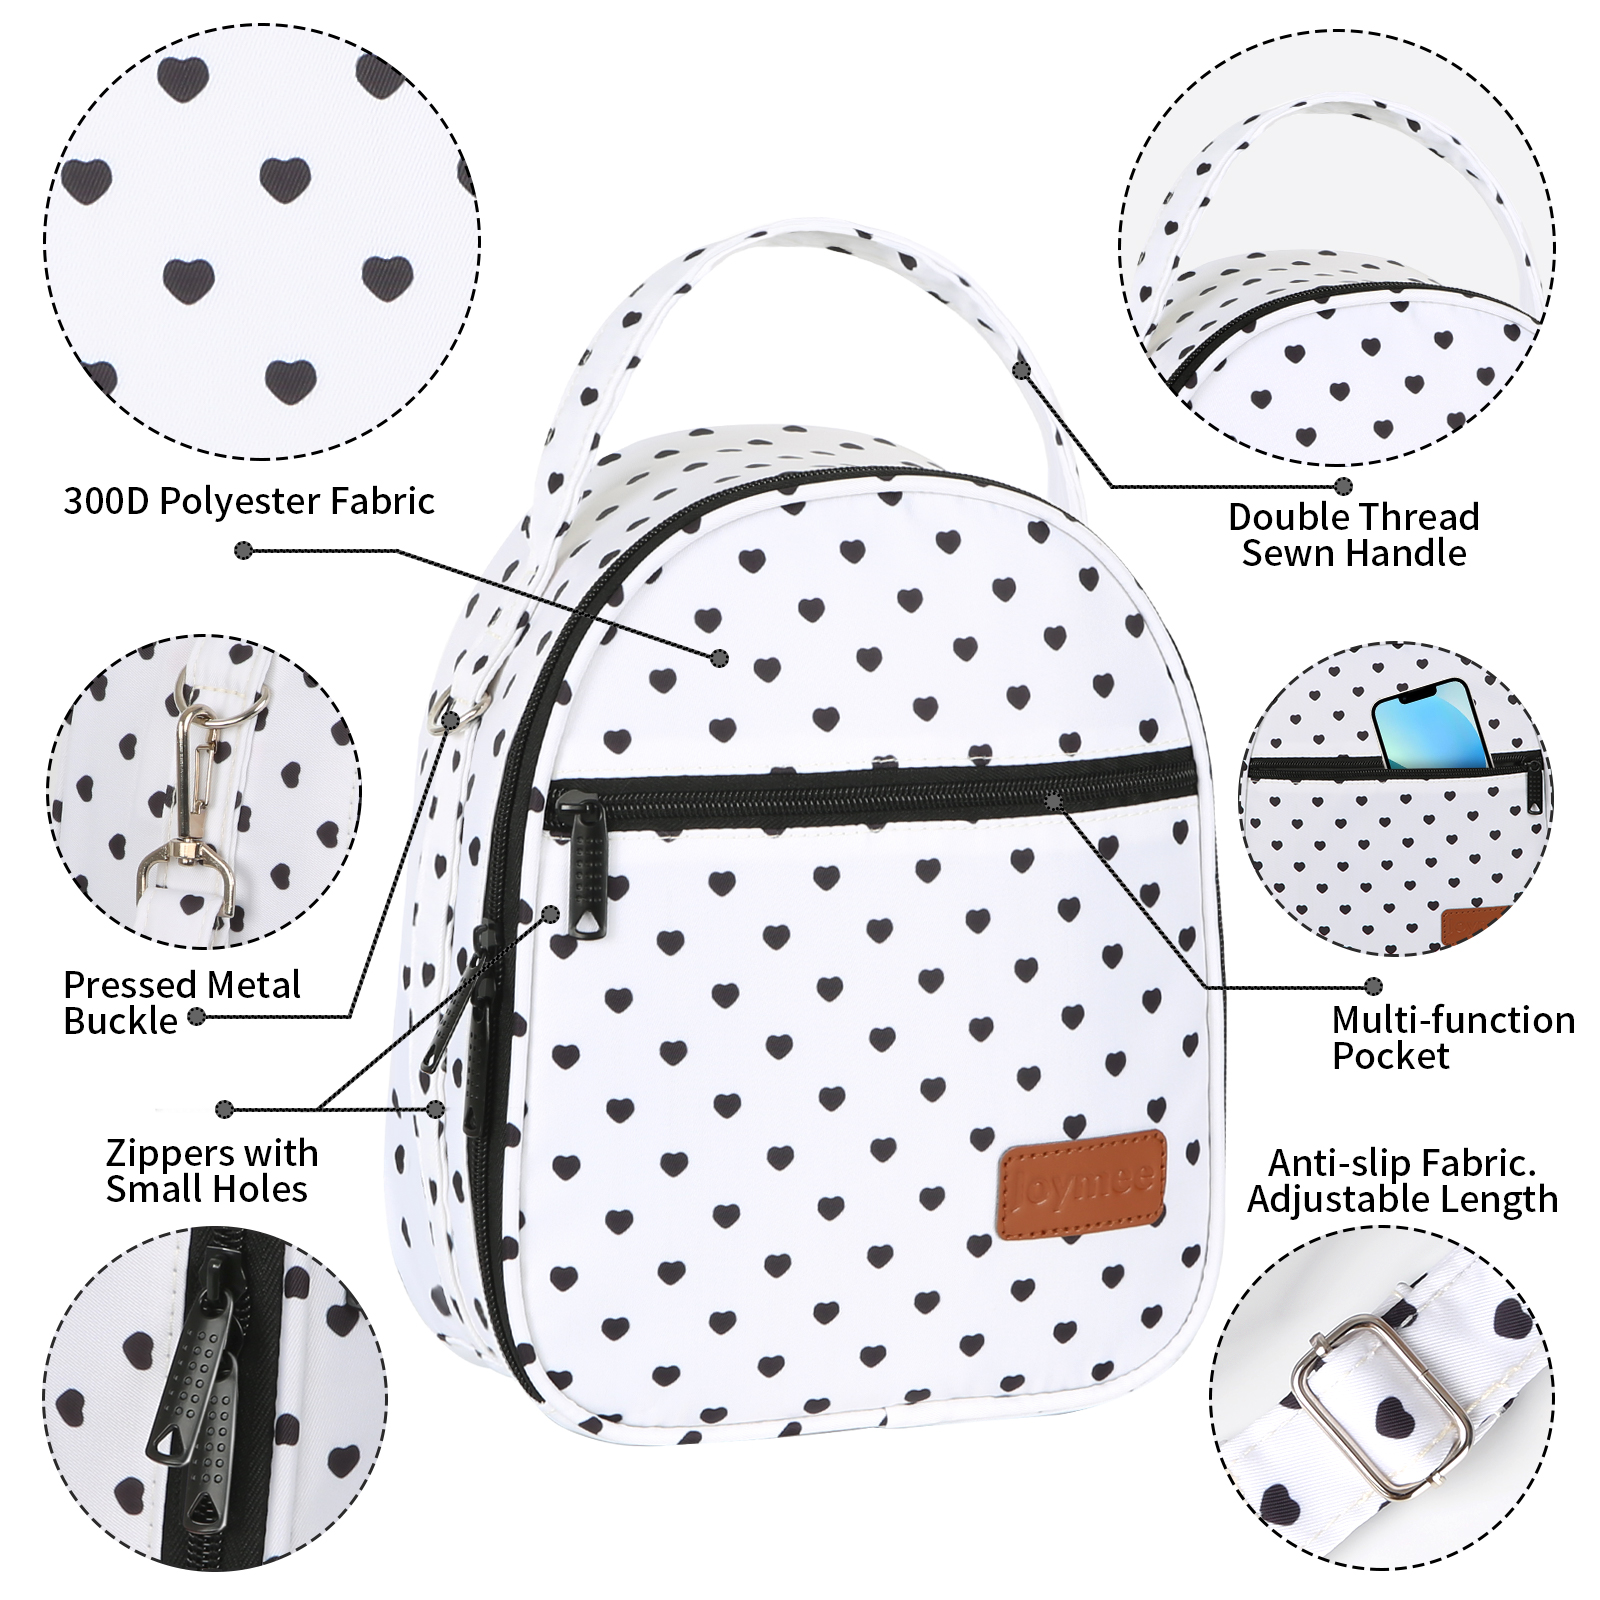 300D Polyester Fabric
Double Thread
Sewn Handle
Pressed Metal
Buckle
Multi-function
Pocket
Zippers with
Small Holes
Anti-slip Fabric.
Adjustable Length
Joymee